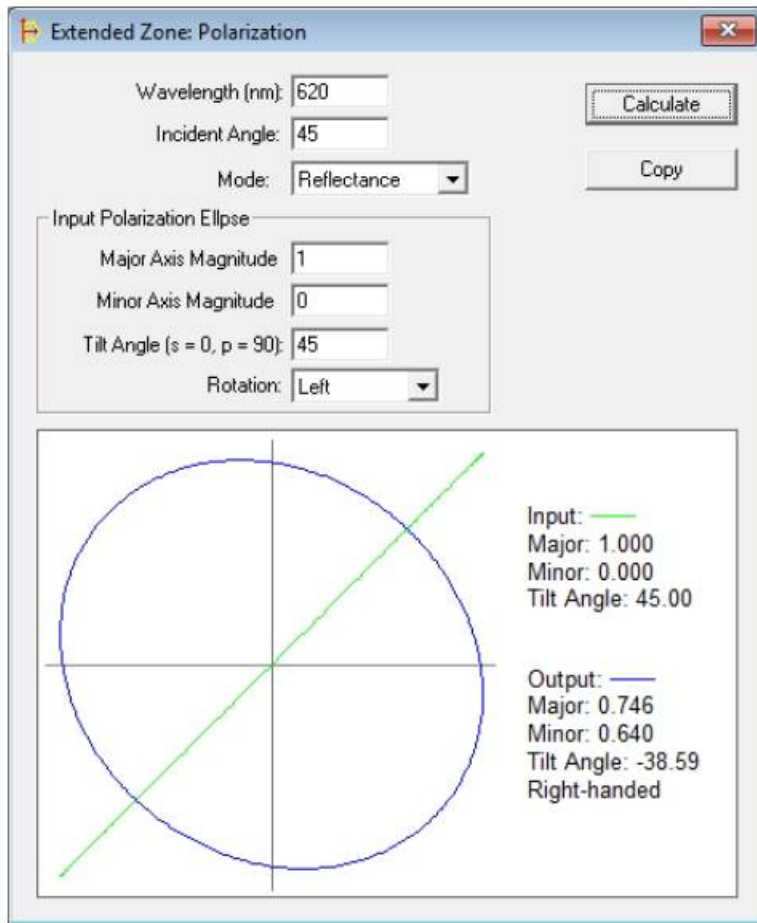 Extended Zone: Polarization
Wavelength (nm): 620
Calculate
Incident Angle: 45
Mode: Reflectance
Copy
Input Polarization Ellpse
Major Axis Magnitude 1
Minor Axis Magnitude 0
Tilt Angle (s = 0, p = 90): 45
Rotation: Left
Input:
Major: 1.000
Minor: 0.000
Tilt Angle: 45.00
Output:
Major: 0.746
Minor: 0.640
Tilt Angle: -38.59
Right-handed